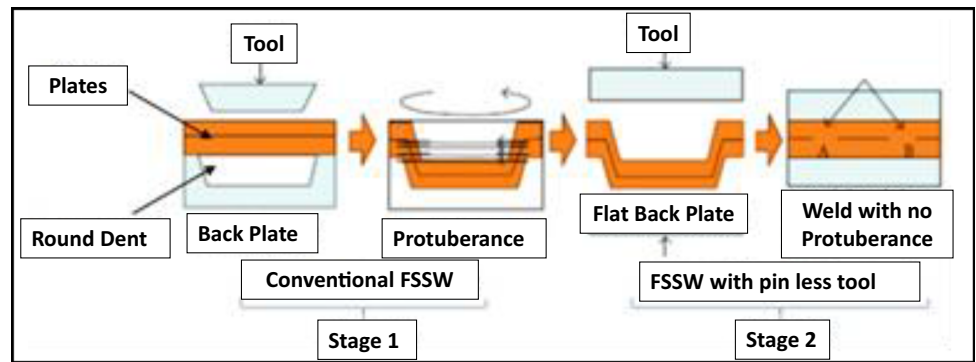 Tool
Tool
Plates
A
B
Round Dent
Back Plate
Protuberance
Flat Back Plate
Weld with no
Protuberance
Conventional FSSW
FSSW with pin less tool
Stage 1
Stage 2